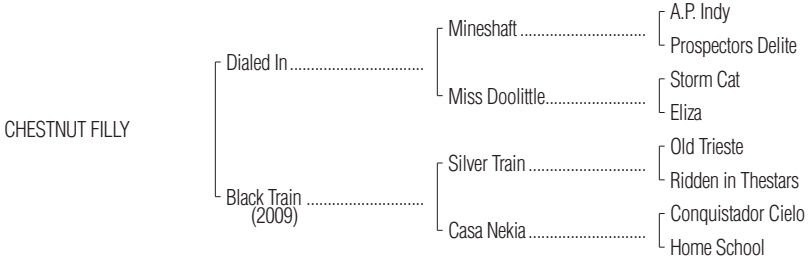 A.P. Indy
Mineshaft ..............................
Prospectors Delite
Dialed In ................................
Storm Cat
Miss Doolittle........................
Eliza
CHESTNUT FILLY
Old Trieste
Silver Train ............................
Ridden in Thestars
Black Train ............................
(2009)
Conquistador Cielo
Casa Nekia ............................
Home School